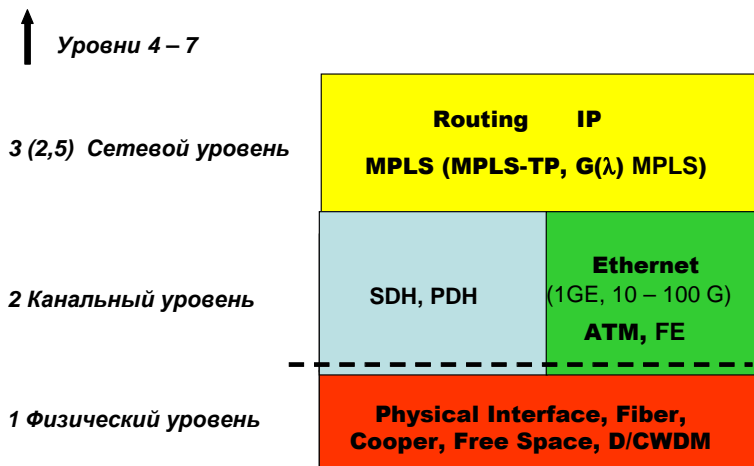 Уровни 4 – 7
Routing IP
3 (2,5) Сетевой уровень
MPLS (MPLS-TP, G(λ) MPLS)
Ethernet
2 Канальный уровень
SDH, PDH
(1GE, 10 – 100 G)
ATM, FE
1 Физический уровень
Physical Interface, Fiber,
Cooper, Free Space, D/CWDM